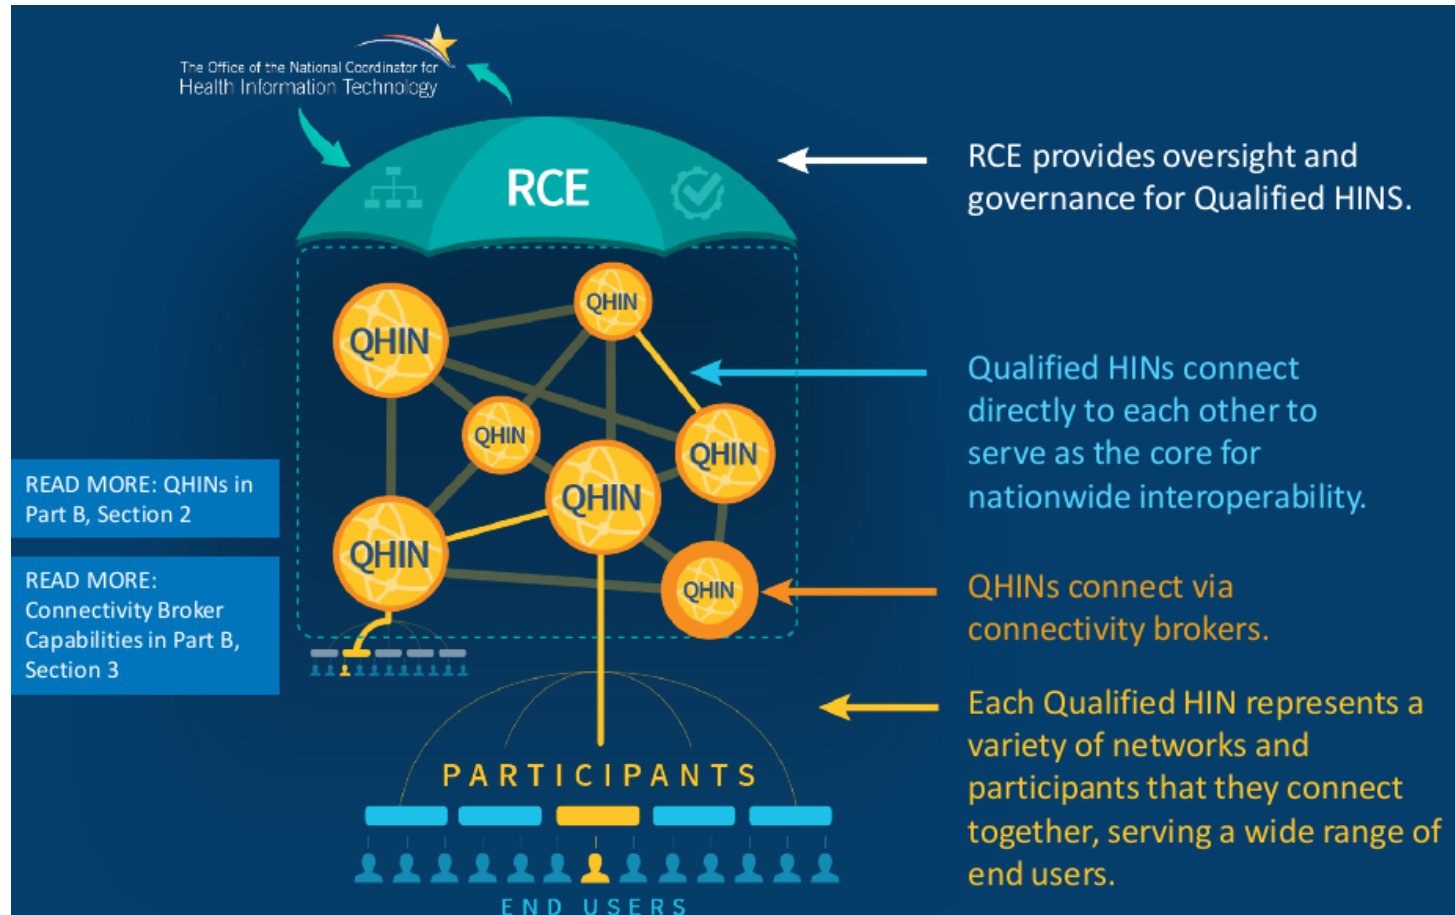 The Office of the National Coordinator for
Health Information Technology
RCE
RCE provides oversight and
governance for Qualified HINS.
QHIN
QHIN
QHIN
QHIN
QHIN
QHIN
QHIN
Qualified HINs connect
directly to each other to
serve as the core for
nationwide interoperability.
READ MORE: QHINs in
Part B, Section 2
READ MORE:
Connectivity Broker
Capabilities in Part B,
Section 3
QHINs connect via
connectivity brokers.
Each Qualified HIN represents a
variety of networks and
participants that they connect
together, serving a wide range of
end users.
PARTICIPANTS
END USERS